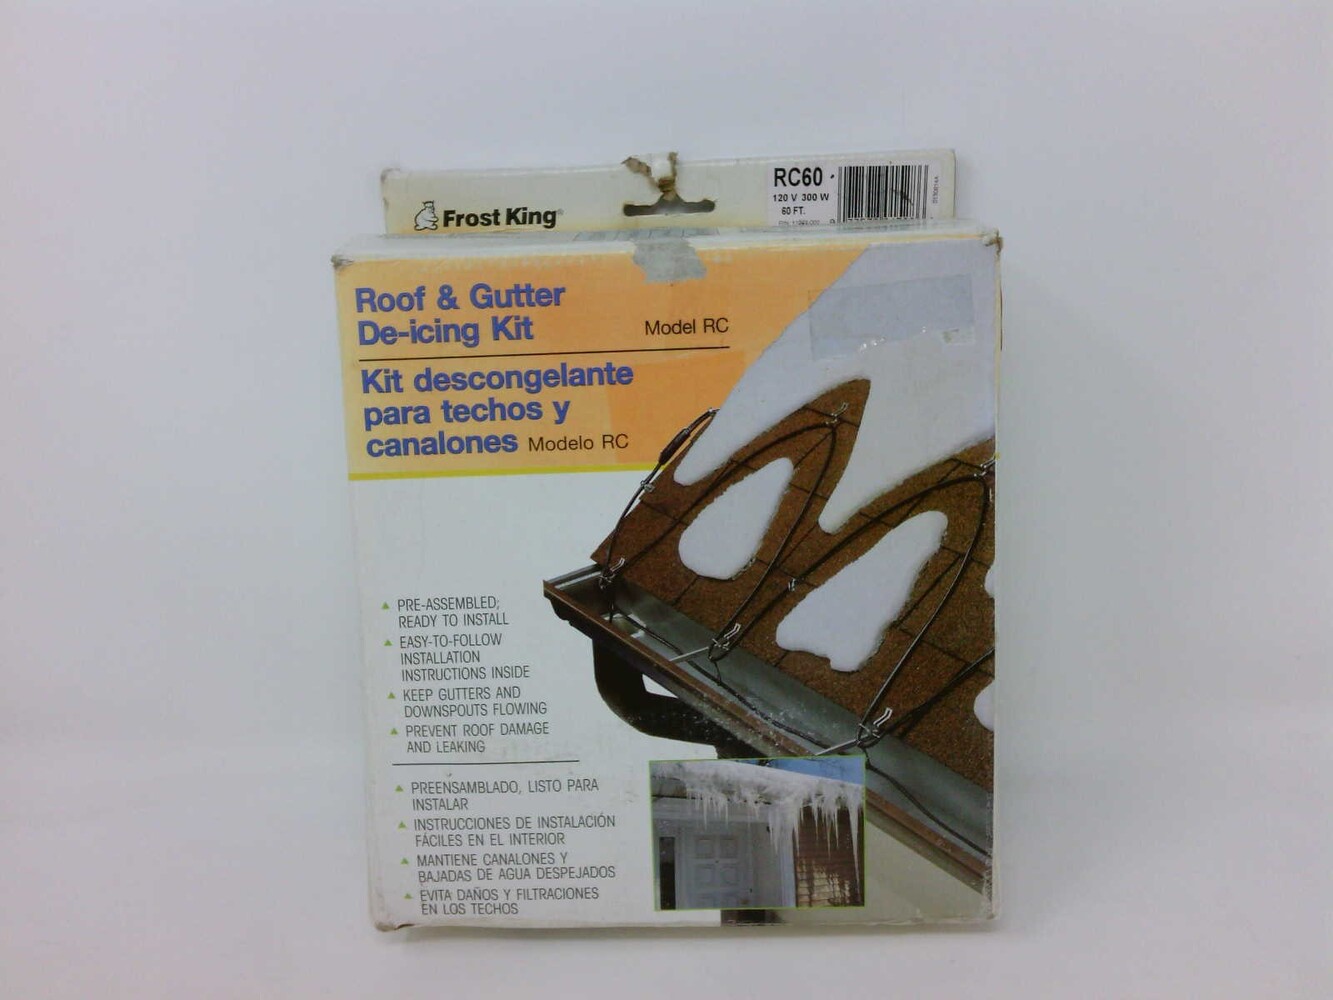 Frost King
RC60
120 V 300 W
60 FT.
Roof & Gutter
De-icing Kit
Model RC
Kit descongelante
para techos y
canalones Modelo RC
PRE-ASSEMBLED;
READY TO INSTALL
EASY-TO-FOLLOW
INSTALLATION
INSTRUCTIONS INSIDE
KEEP GUTTERS AND
DOWNSPOUTS FLOWING
PREVENT ROOF DAMAGE
AND LEAKING
PREENSAMBLADO, LISTO PARA
INSTALAR
INSTRUCCIONES DE INSTALACIÓN
FÁCILES EN EL INTERIOR
MANTIENE CANALONES Y
BAJADAS DE AGUA DESPEJADOS
EVITA DAÑOS Y FILTRACIONES
EN LOS TECHOS